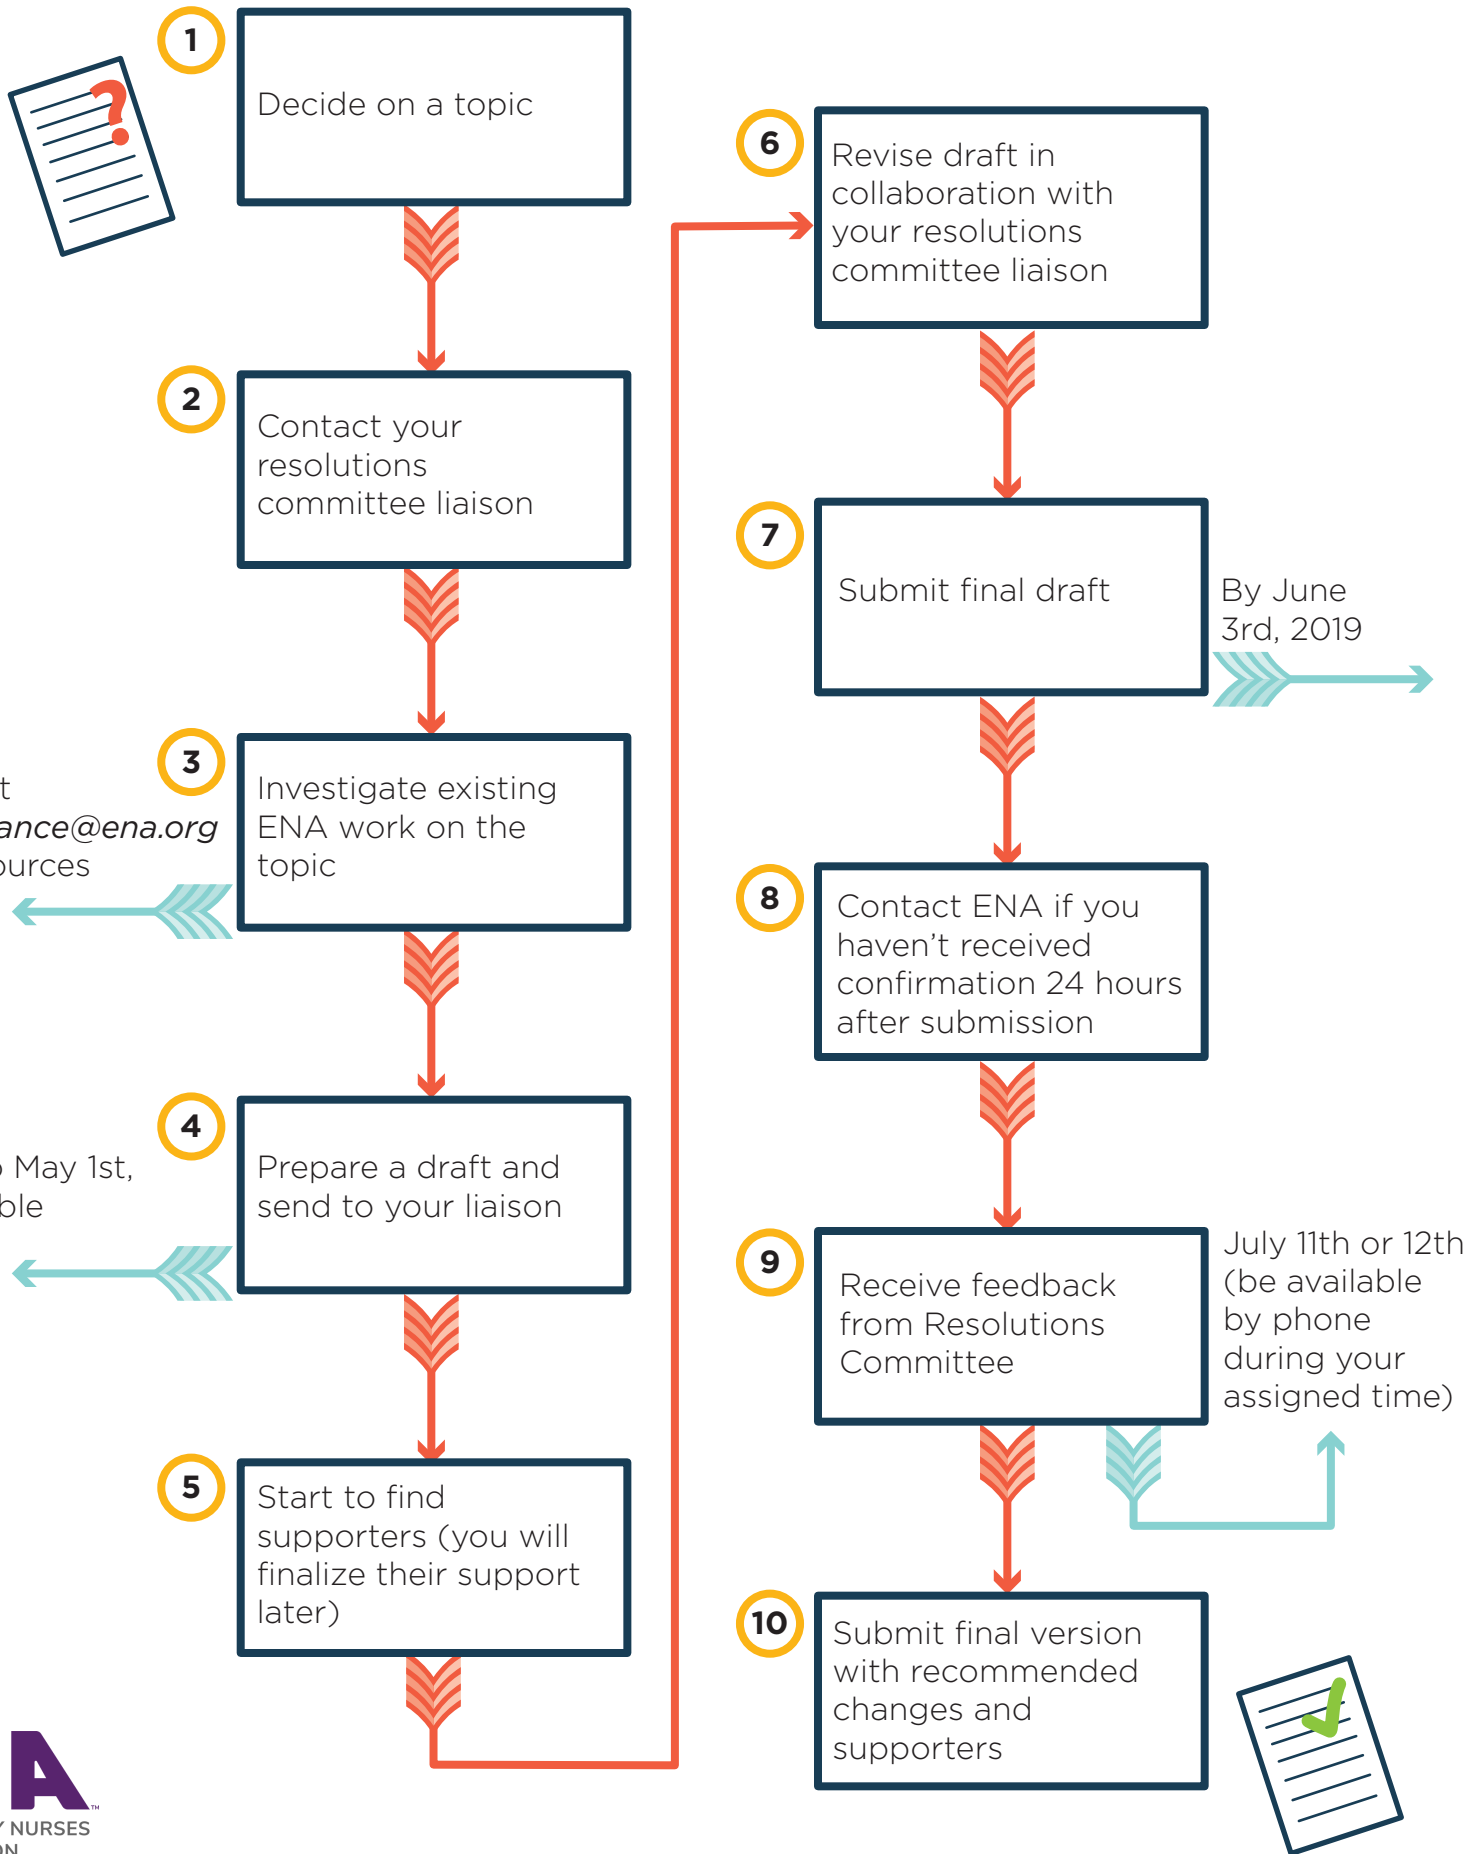 1
Decide on a topic
2
Contact your
resolutions
committee liaison
3
Investigate existing
ENA work on the
topic
ance@ena.org
4
Prepare a draft and
send to your liaison
May 1st,
5
Start to find
supporters (you will
finalize their support
later)
6
Revise draft in
collaboration with
your resolutions
committee liaison
7
Submit final draft
By June
3rd, 2019
8
Contact ENA if you
haven't received
confirmation 24 hours
after submission
9
Receive feedback
from Resolutions
Committee
July 11th or 12th
(be available
by phone
during your
assigned time)
10
Submit final version
with recommended
changes and
supporters
A™
NURSES